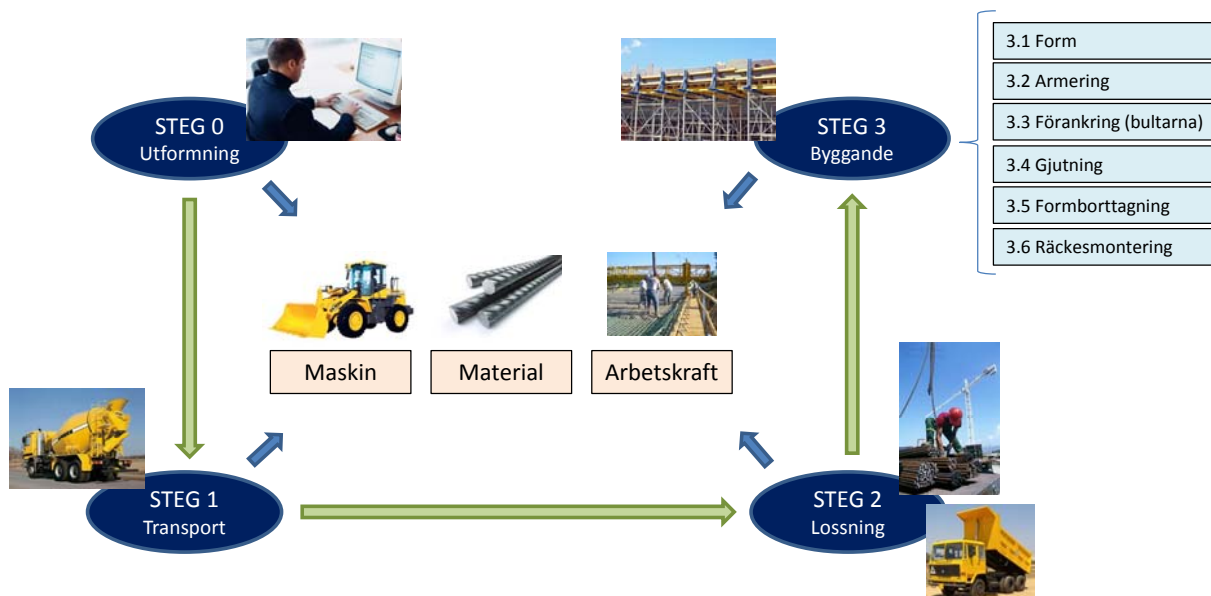 STEG 0
Utformning
STEG 3
Byggande
3.1 Form
3.2 Armering
3.3 Förankring (bultarna)
3.4 Gjutning
3.5 Formborttagning
3.6 Räckesmontering
Maskin
Material
Arbetskraft
STEG 1
Transport
STEG 2
Lossning